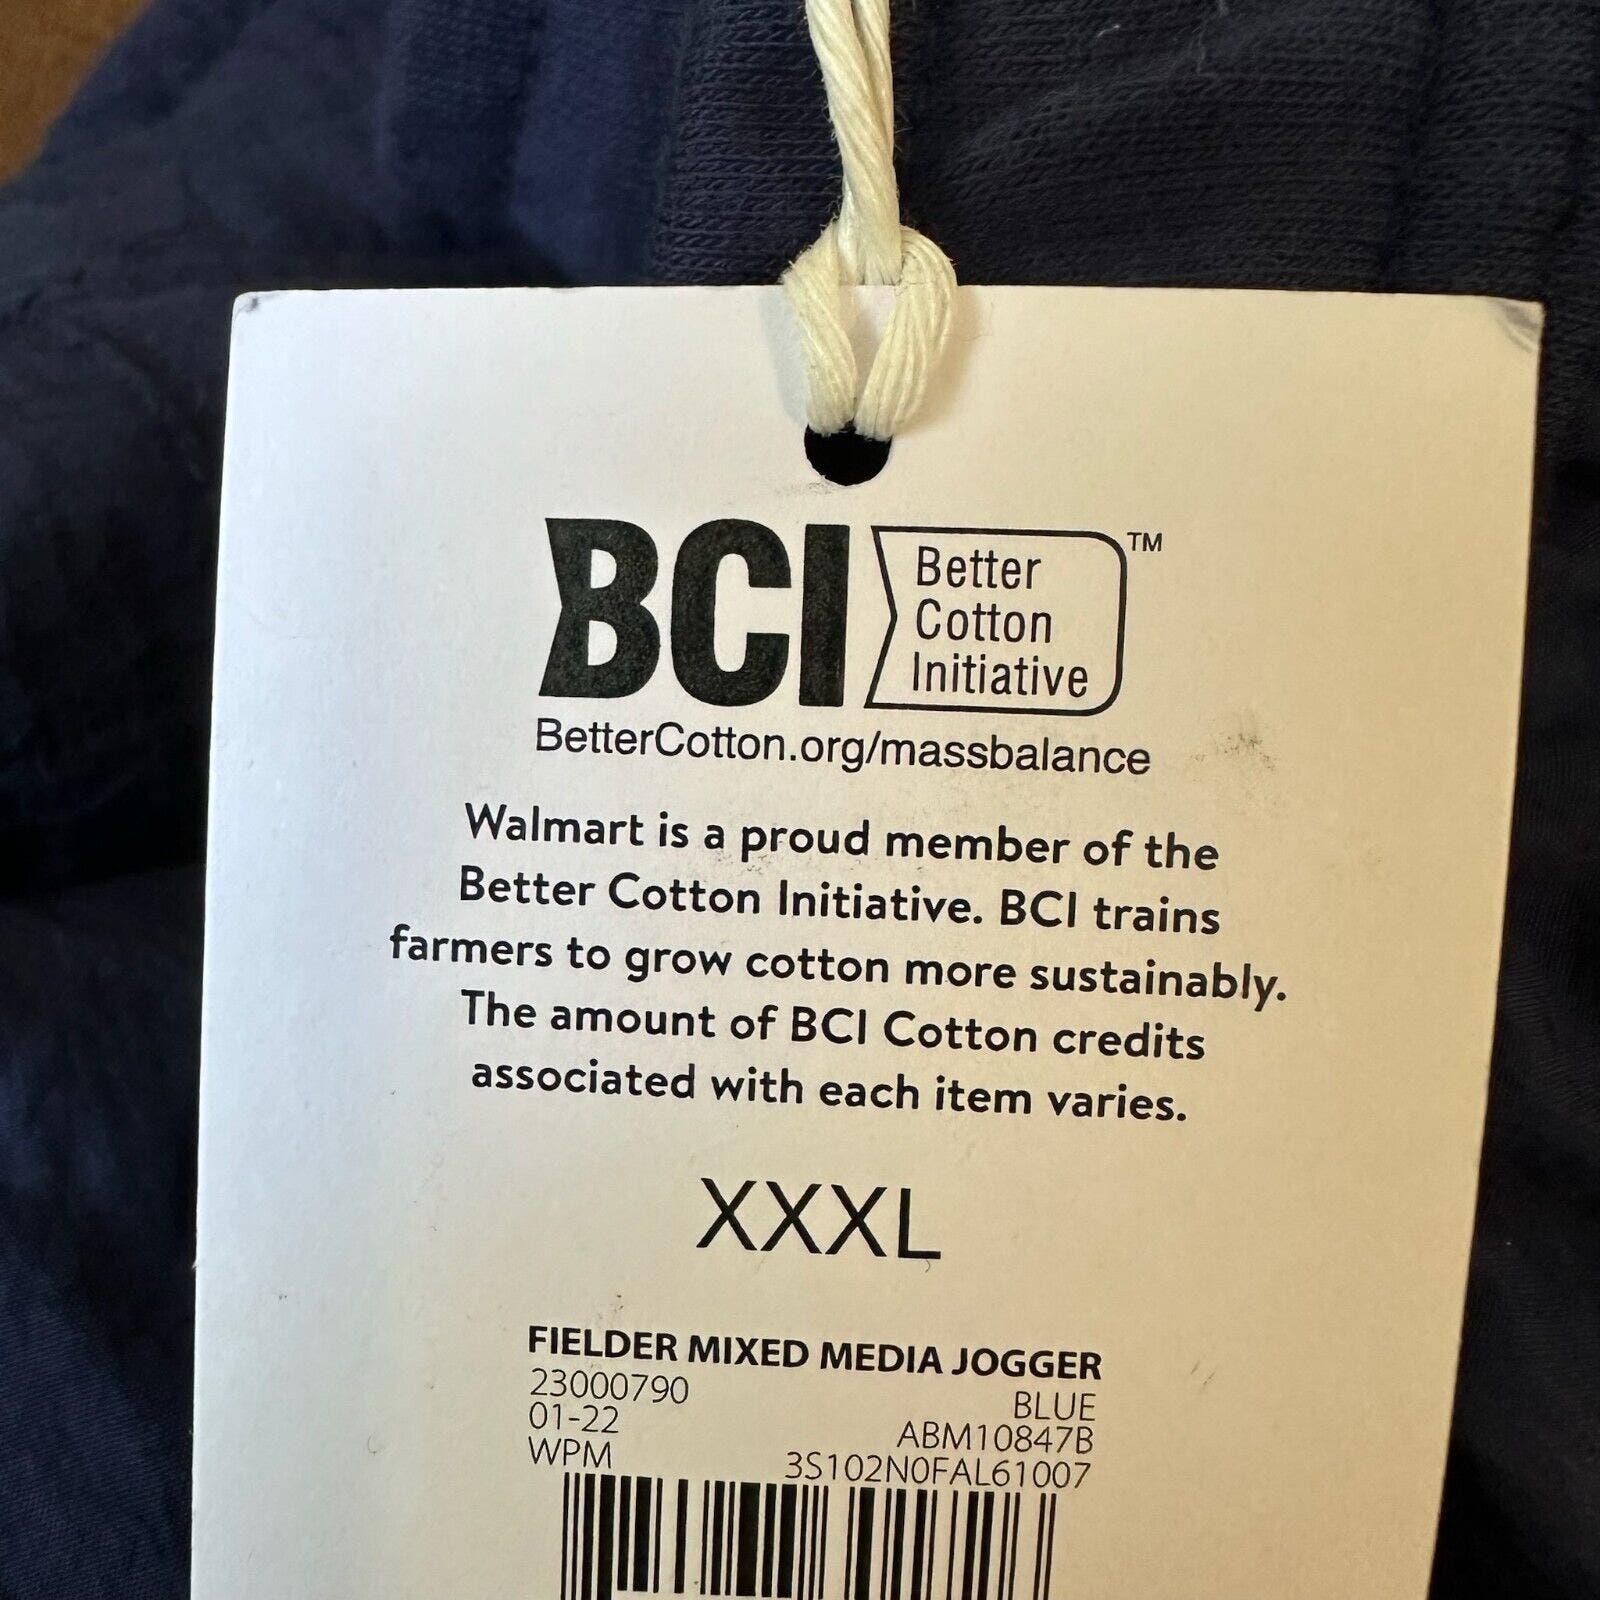 BCI
Better
Cotton
Initiative
™
BetterCotton.org/massbalance
Walmart is a proud member of the
Better Cotton Initiative. BCI trains
farmers to grow cotton more sustainably.
The amount of BCI Cotton credits
associated with each item varies.
XXXL
FIELDER MIXED MEDIA JOGGER
23000790 BLUE
01-22 ABM10847B
WPM 3S102N0FAL61007